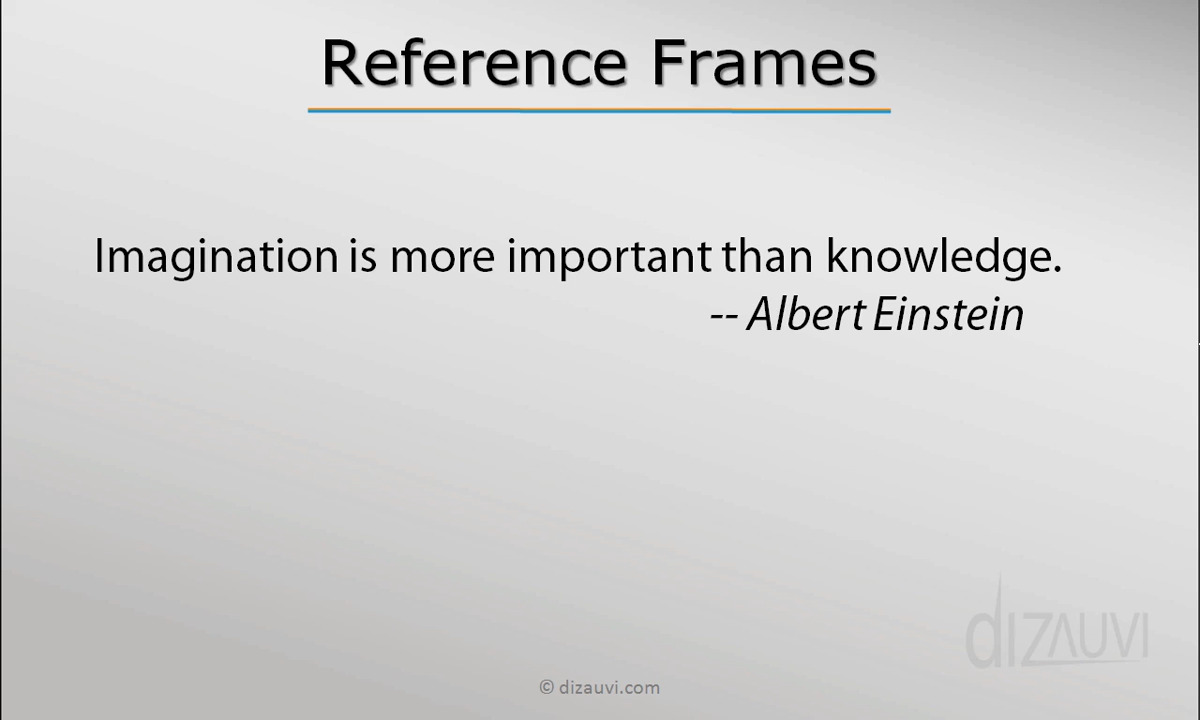 Reference Frames
Imagination is more important than knowledge.
-- Albert Einstein
dizAUVI
© dizauvi.com